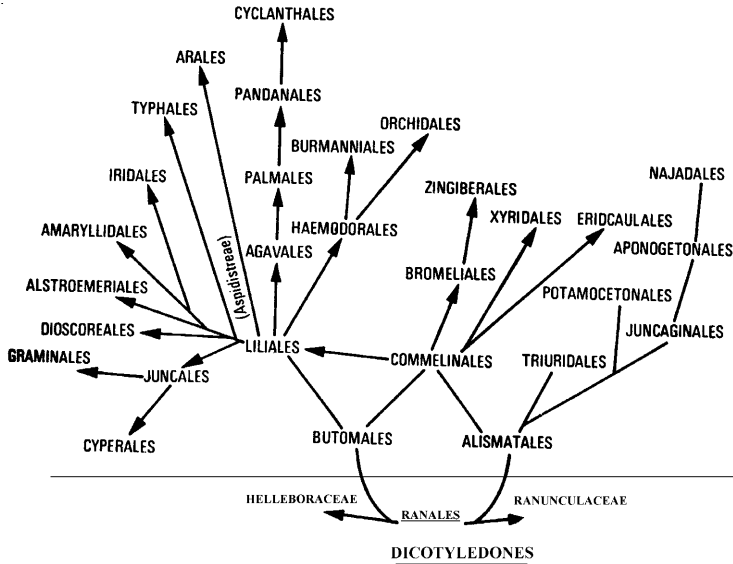 CYCLANTHALES
ARALES
PANDANALES
TYPHALES
ORCHIDALES
BURMANNIALES
IRIDALES
PALMALES
NAJADALES
ZINGIBERALES
XYRIDALES
ERIDCAULALES
AMARYLLIDALES
HAEMODORALES
(Aspidistreae)
AGAVALES
APONOGETONALES
BROMELIALES
ALSTROEMERIALES
POTAMOCETONALES
DIOSCOREALES
JUNCAGINALES
LILIALES
GRAMINALES
COMMELINALES
TRIURIDALES
JUNCALES
CYPERALES
BUTOMALES
ALISMATALES
HELLEBORACEAE
RANUNCULACEAE
RANALES
DICOTYLEDONES